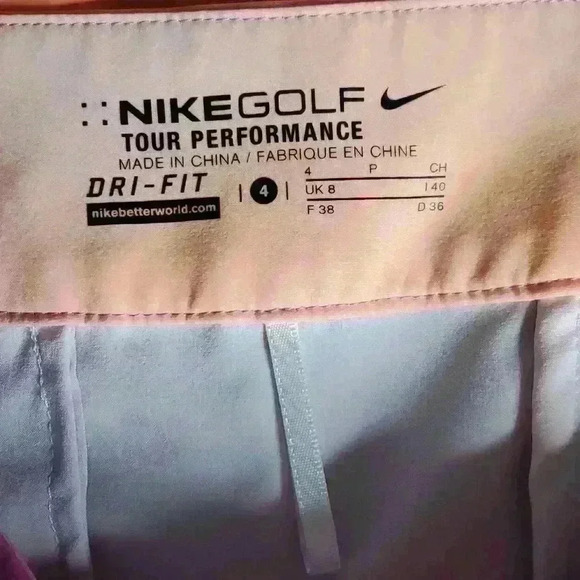 NIKEGOLF
TOUR PERFORMANCE
MADE IN CHINA / FABRIQUE EN CHINE
DRI-FIT
nikebetterworld.com
4
4 P CH
UK 8 I 40
F 38 D 36